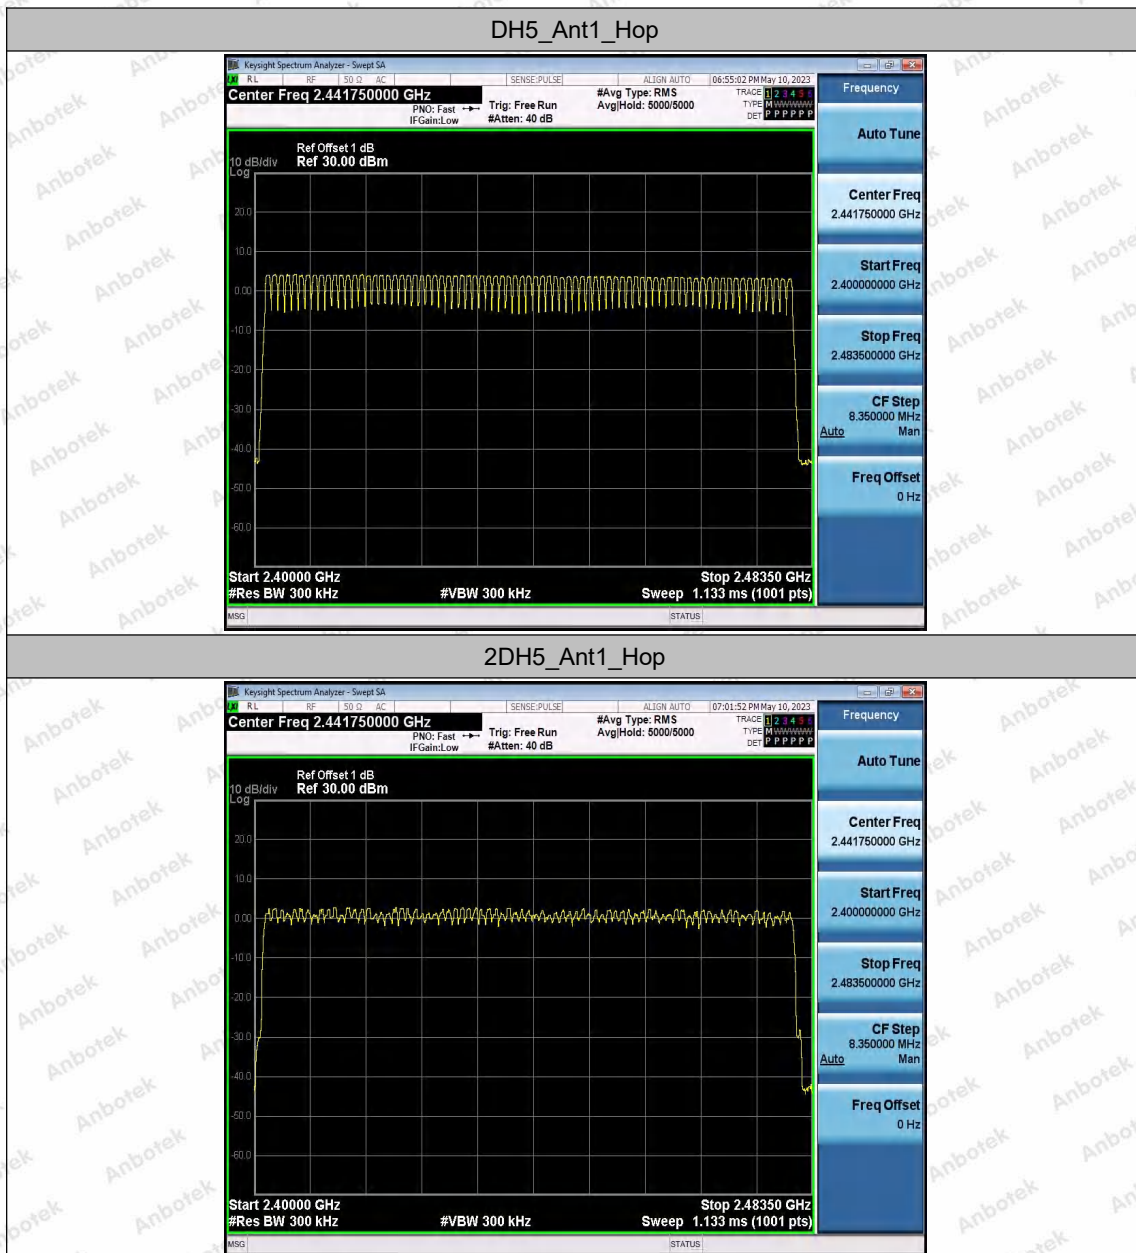 DH5_Ant1_Hop
Keysight Spectrum Analyzer - Swept SA
RL RF 50 Ω AC SENSE:PULSE ALIGN AUTO 06:55:02 PM May 10, 2023
Center Freq 2.441750000 GHz
PNO: Fast
IFGain:Low
Trig: Free Run
#Atten: 40 dB
#Avg Type: RMS
Avg|Hold: 5000/5000
TRACE 1 2 3 4 5 6
TYPE M WWWWW
DET P P P P P P
Ref Offset 1 dB
10 dB/div Ref 30.00 dBm
Log
20.0
10.0
0.00
-10.0
-20.0
-30.0
-40.0
-50.0
-60.0
Start 2.40000 GHz Stop 2.48350 GHz
#Res BW 300 kHz #VBW 300 kHz Sweep 1.133 ms (1001 pts)
MSG STATUS
Frequency
Auto Tune
Center Freq
2.441750000 GHz
Start Freq
2.400000000 GHz
Stop Freq
2.483500000 GHz
CF Step
8.350000 MHz
Auto Man
Freq Offset
0 Hz
2DH5_Ant1_Hop
Keysight Spectrum Analyzer - Swept SA
RL RF 50 Ω AC SENSE:PULSE ALIGN AUTO 07:01:52 PM May 10, 2023
Center Freq 2.441750000 GHz
PNO: Fast
IFGain:Low
Trig: Free Run
#Atten: 40 dB
#Avg Type: RMS
Avg|Hold: 5000/5000
TRACE 1 2 3 4 5 6
TYPE M WWWWW
DET P P P P P P
Ref Offset 1 dB
10 dB/div Ref 30.00 dBm
Log
20.0
10.0
0.00
-10.0
-20.0
-30.0
-40.0
-50.0
-60.0
Start 2.40000 GHz Stop 2.48350 GHz
#Res BW 300 kHz #VBW 300 kHz Sweep 1.133 ms (1001 pts)
MSG STATUS
Frequency
Auto Tune
Center Freq
2.441750000 GHz
Start Freq
2.400000000 GHz
Stop Freq
2.483500000 GHz
CF Step
8.350000 MHz
Auto Man
Freq Offset
0 Hz
Anbotek